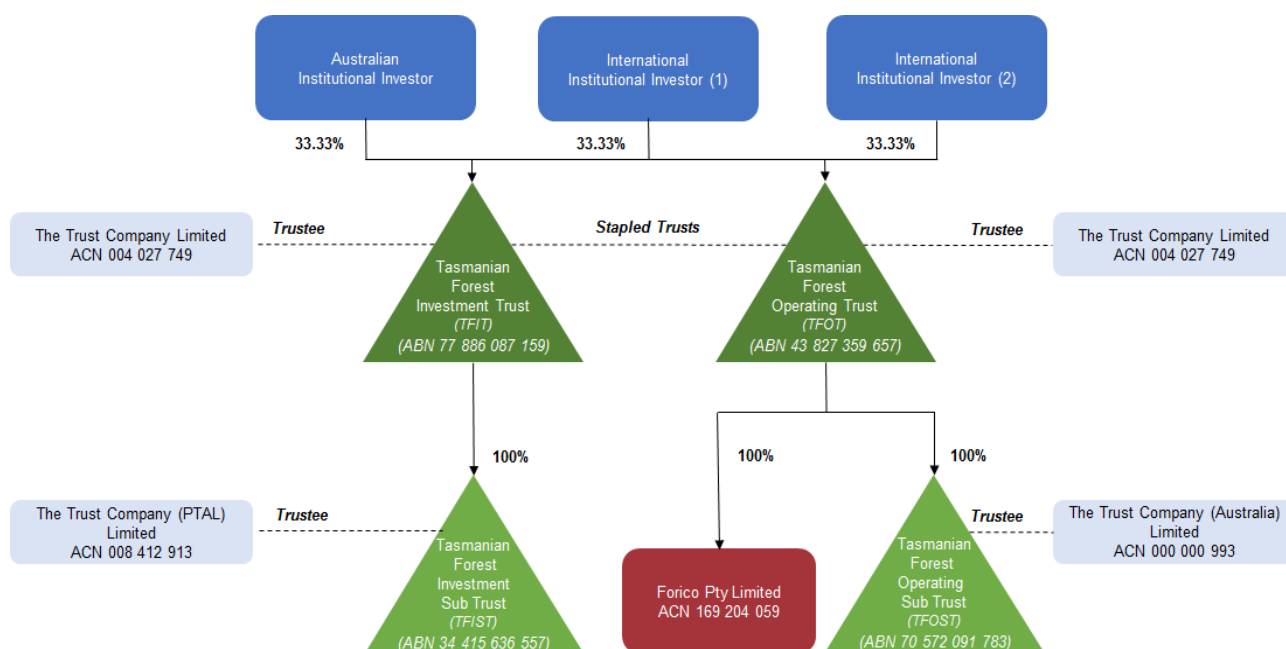 Australian
Institutional Investor
International
Institutional Investor (1)
International
Institutional Investor (2)
33.33%
33.33%
33.33%
The Trust Company Limited
ACN 004 027 749
Trustee
Stapled Trusts
Trustee
The Trust Company Limited
ACN 004 027 749
Tasmanian
Forest
Investment Trust
(TFIT)
(ABN 77 886 087 159)
Tasmanian
Forest
Operating Trust
(TFOT)
(ABN 43 827 359 657)
100%
100%
100%
The Trust Company (PTAL)
Limited
ACN 008 412 913
Trustee
Tasmanian
Forest
Investment
Sub Trust
(TFIST)
(ABN 34 415 636 557)
Forico Pty Limited
ACN 169 204 059
Tasmanian
Forest
Operating
Sub Trust
(TFOST)
(ABN 70 572 091 783)
Trustee
The Trust Company (Australia)
Limited
ACN 000 000 993